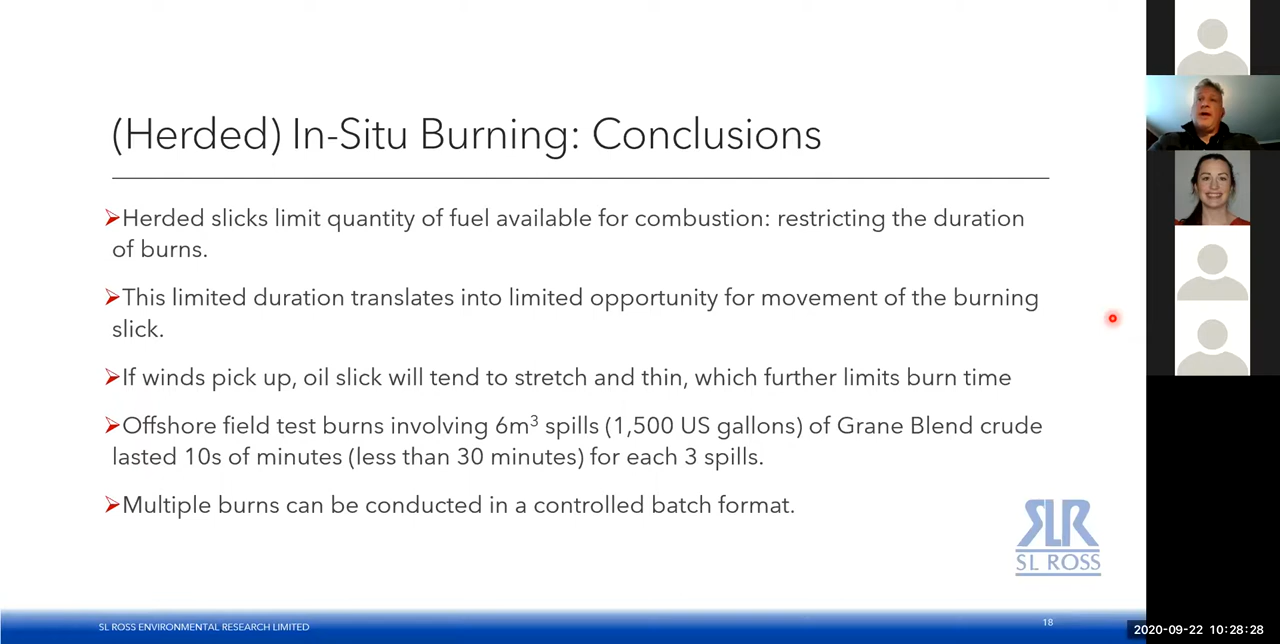 (Herded) In-Situ Burning: Conclusions
➢Herded slicks limit quantity of fuel available for combustion: restricting the duration
of burns.
➢This limited duration translates into limited opportunity for movement of the burning
slick.
➢If winds pick up, oil slick will tend to stretch and thin, which further limits burn time
➢Offshore field test burns involving 6m³ spills (1,500 US gallons) of Grane Blend crude
lasted 10s of minutes (less than 30 minutes) for each 3 spills.
➢Multiple burns can be conducted in a controlled batch format.
SLR
SL ROSS
SL ROSS ENVIRONMENTAL RESEARCH LIMITED
18
2020-09-22 10:28:28